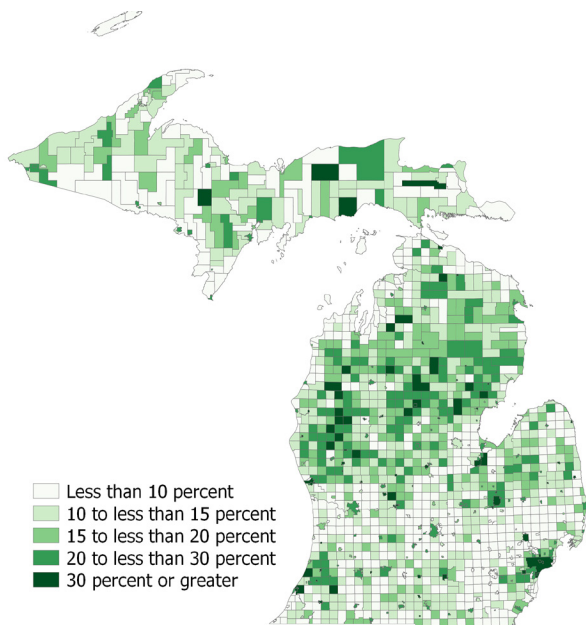 Less than 10 percent
10 to less than 15 percent
15 to less than 20 percent
20 to less than 30 percent
30 percent or greater